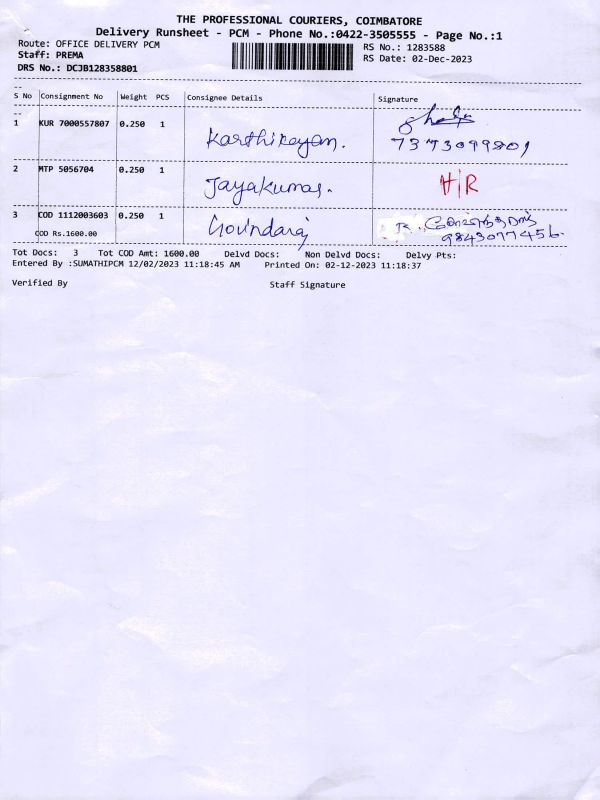 THE PROFESSIONAL COURIERS, COIMBATORE
Delivery Runsheet - PCM - Phone No.:0422-3505555 - Page No.:1
Route: OFFICE DELIVERY PCM RS No.: 1283588
Staff: PREMA RS Date: 02-Dec-2023
DRS No.: DCJB128358801
S No Consignment No Weight PCS Consignee Details Signature
1 KUR 7000557807 0.250 1 Karthikeyan. 7373099801
2 MTP 5056704 0.250 1 Jayakumar. H/R
3 COD 1112003603 0.250 1 Govindaraj R. கோவிந்தராஜ்
COD Rs.1600.00 9843077456.
Tot Docs: 3 Tot COD Amt: 1600.00 Delvd Docs: Non Delvd Docs: Delvy Pts:
Entered By :SUMATHIPCM 12/02/2023 11:18:45 AM Printed On: 02-12-2023 11:18:37
Verified By Staff Signature